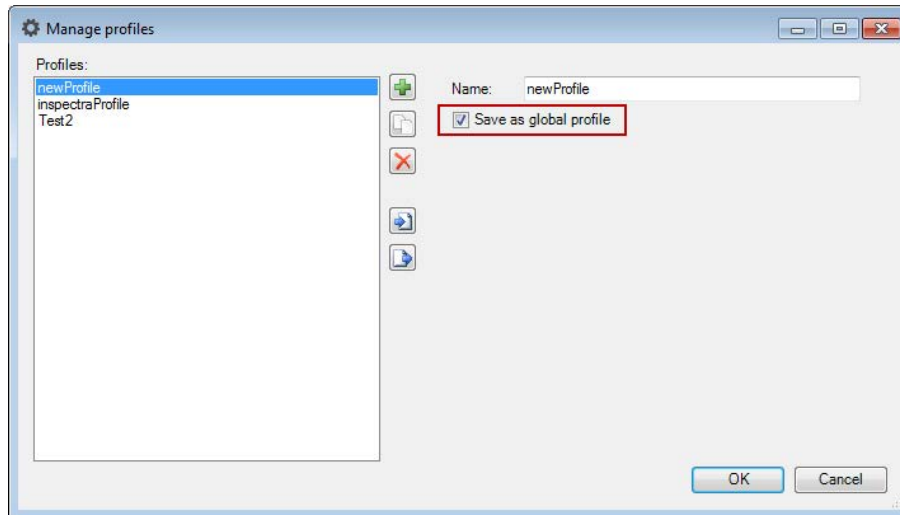 Manage profiles
Profiles:
newProfile
inspectraProfile
Test2
Name: newProfile
Save as global profile
OK Cancel